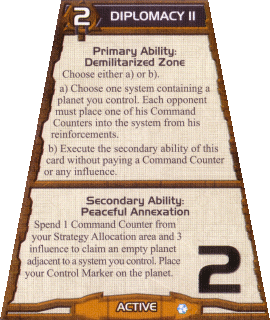 2 DIPLOMACY II
Primary Ability:
Demilitarized Zone
Choose either a) or b).
a) Choose one system containing a
planet you control. Each opponent
must place one of his Command
Counters into the system from his
reinforcements.
b) Execute the secondary ability of this
card without paying a Command Counter
or any influence.
Secondary Ability:
Peaceful Annexation
Spend 1 Command Counter from
your Strategy Allocation area and 3
influence to claim an empty planet
adjacent to a system you control. Place
your Control Marker on the planet.
2
ACTIVE